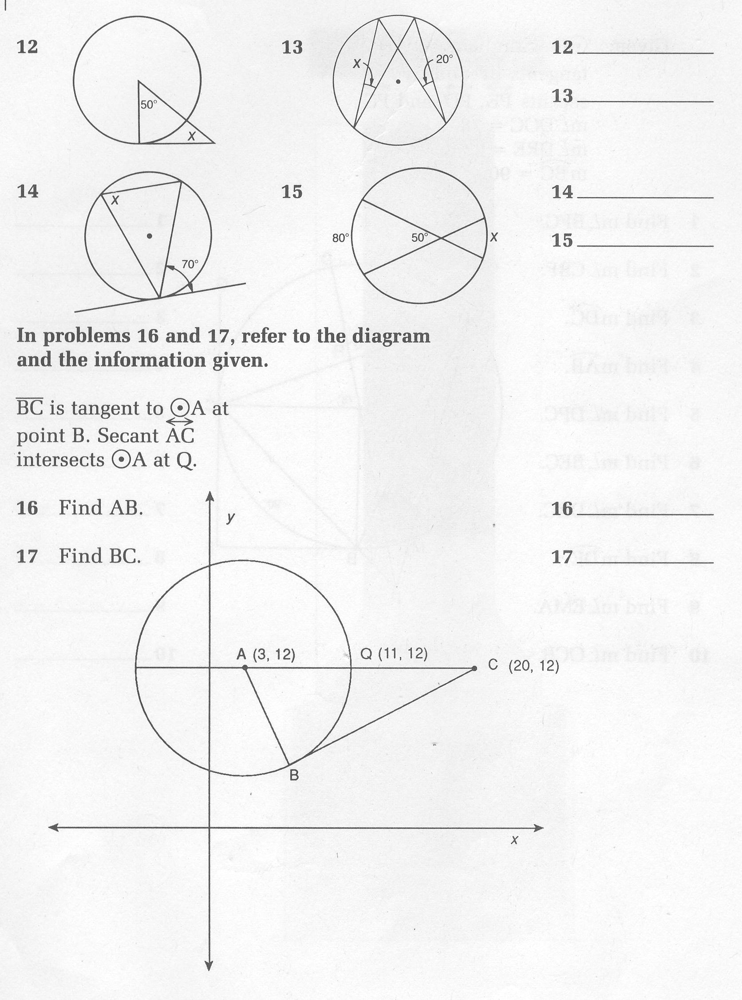 12
50°
x
13
x
20°
12
13
14
x
70°
15
80°
50°
x
14
15
In problems 16 and 17, refer to the diagram
and the information given.
BC is tangent to ⊙A at
point B. Secant AC
intersects ⊙A at Q.
16 Find AB.
16
17 Find BC.
17
y
A (3, 12)
Q (11, 12)
C (20, 12)
B
x